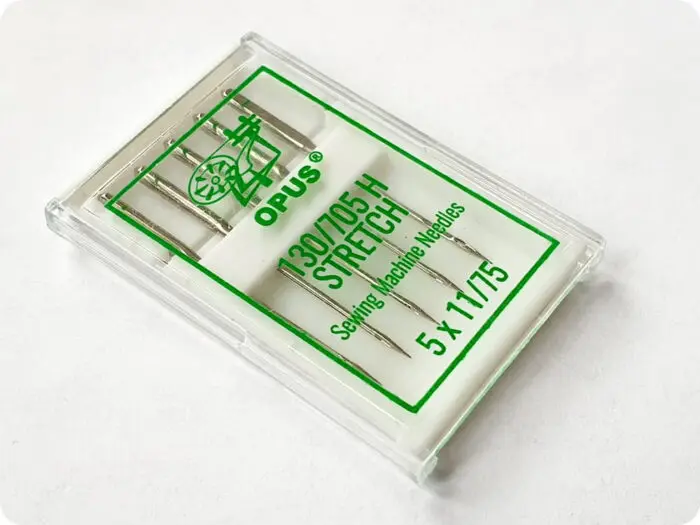 OPUS®
130/705 H
STRETCH
Sewing Machine Needles
5 x 11/75